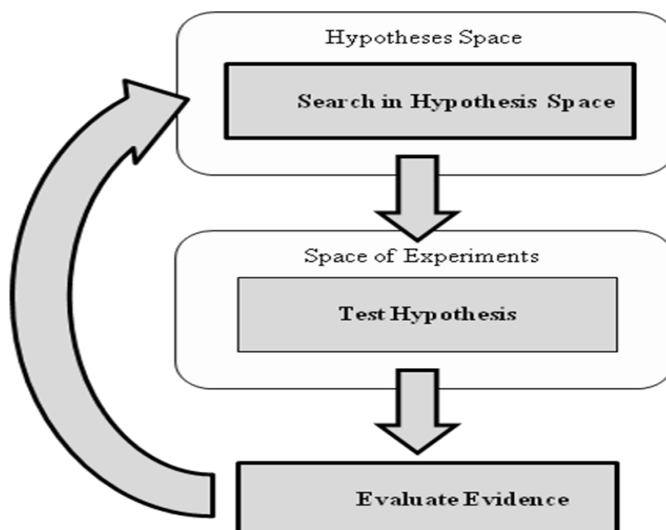 Hypotheses Space
Search in Hypothesis Space
Space of Experiments
Test Hypothesis
Evaluate Evidence